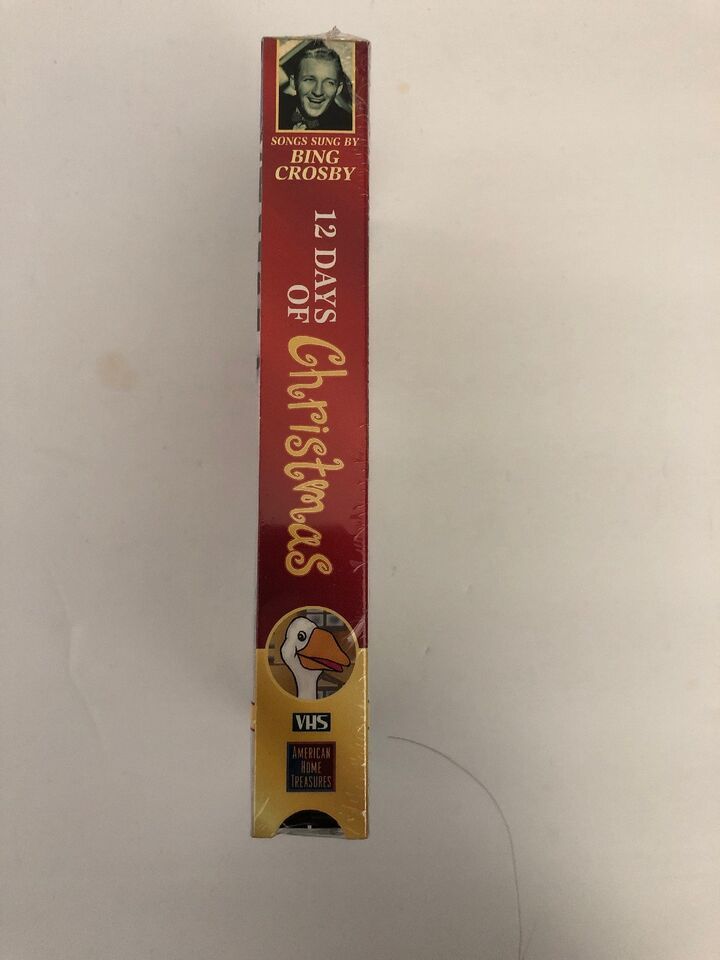 SONGS SUNG BY
BING
CROSBY
12 DAYS
OF
Christmas
VHS
AMERICAN
HOME
TREASURES